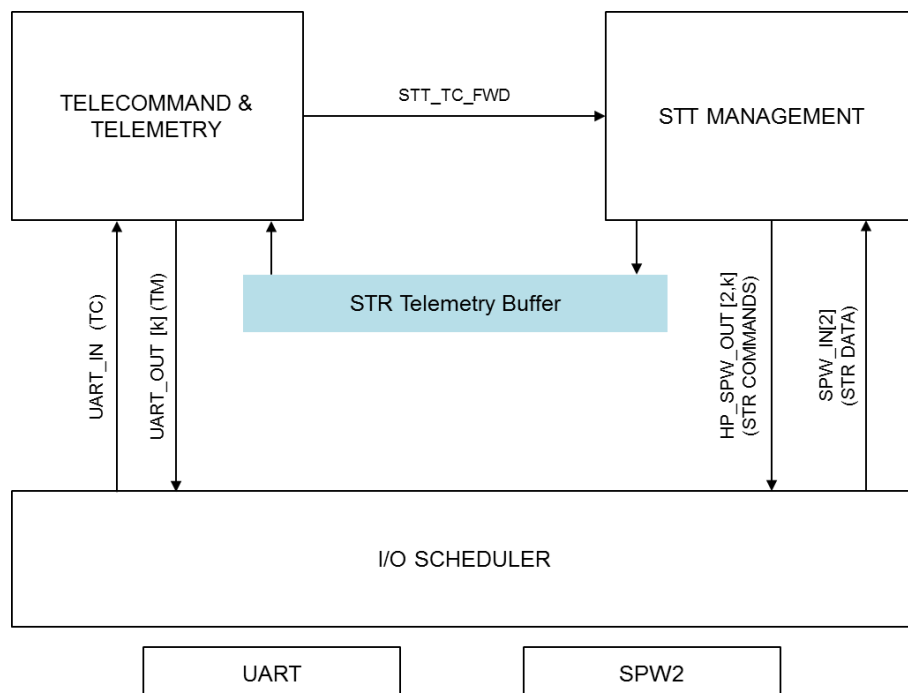 TELECOMMAND &
TELEMETRY
STT_TC_FWD
STT MANAGEMENT
STR Telemetry Buffer
UART_IN (TC)
UART_OUT [k] (TM)
HP_SPW_OUT [2,k]
(STR COMMANDS)
SPW_IN[2]
(STR DATA)
I/O SCHEDULER
UART
SPW2